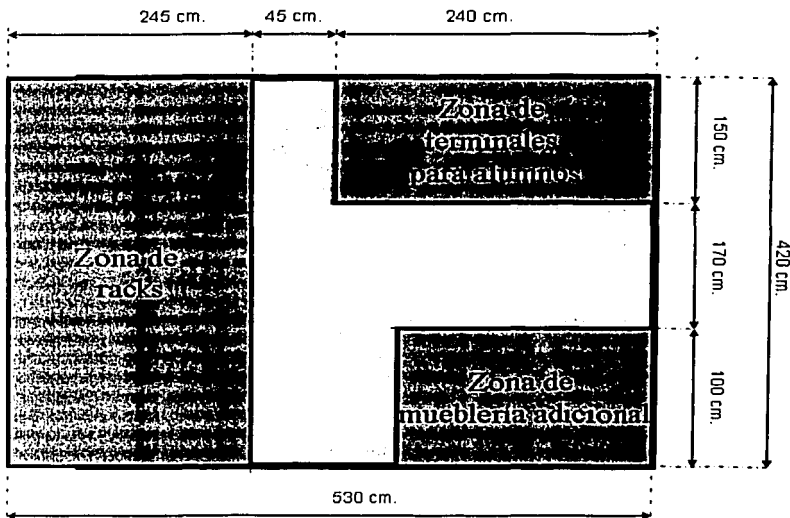 245 cm.
45 cm.
240 cm.
Zona de
terminales
para alumnos
150 cm.
420 cm.
170 cm.
Zona de
racks
Zona de
mueblería adicional
100 cm.
530 cm.